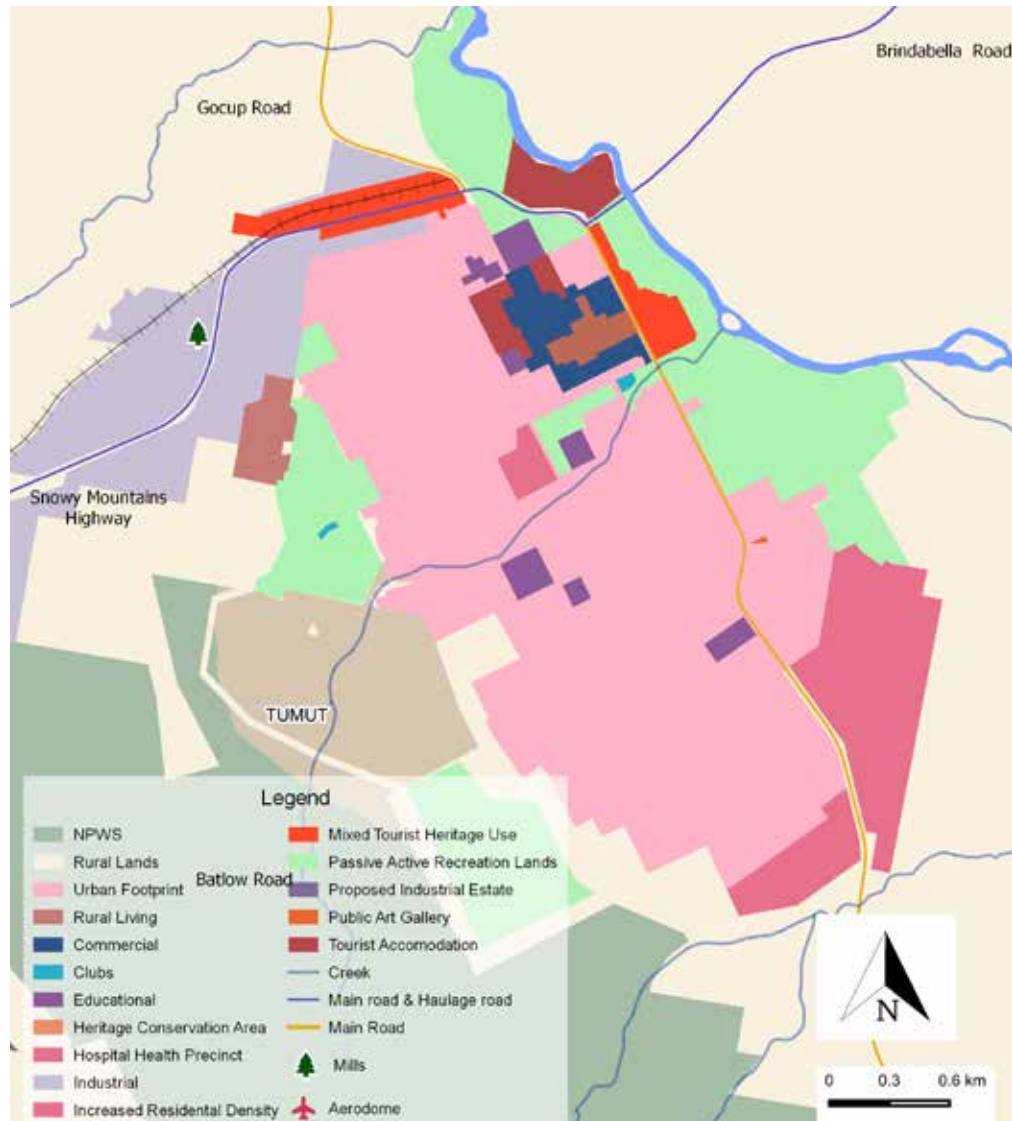 Brindabella Road
Gocup Road
Snowy Mountains
Highway
TUMUT
Batlow Road
Legend
NPWS
Rural Lands
Urban Footprint
Rural Living
Commercial
Clubs
Educational
Heritage Conservation Area
Hospital Health Precinct
Industrial
Increased Residental Density
Mixed Tourist Heritage Use
Passive Active Recreation Lands
Proposed Industrial Estate
Public Art Gallery
Tourist Accomodation
Creek
Main road & Haulage road
Main Road
Mills
Aerodome
N
0 0.3 0.6 km